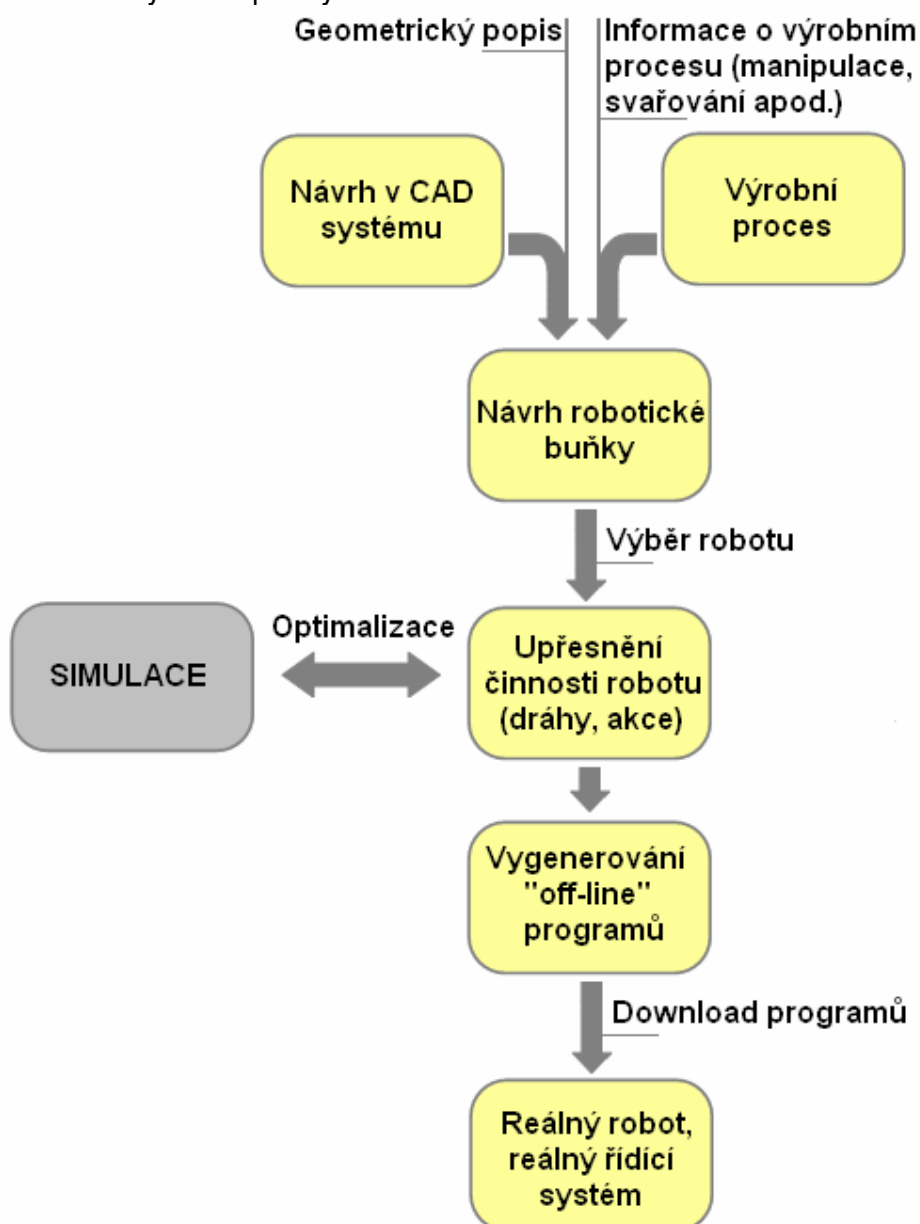 Geometrický popis
Informace o výrobním
procesu (manipulace,
svařování apod.)
Návrh v CAD
systému
Výrobní
proces
Návrh robotické
buňky
Výběr robotu
SIMULACE
Optimalizace
Upřesnění
činnosti robotu
(dráhy, akce)
Vygenerování
"off-line"
programů
Download programů
Reálný robot,
reálný řídící
systém